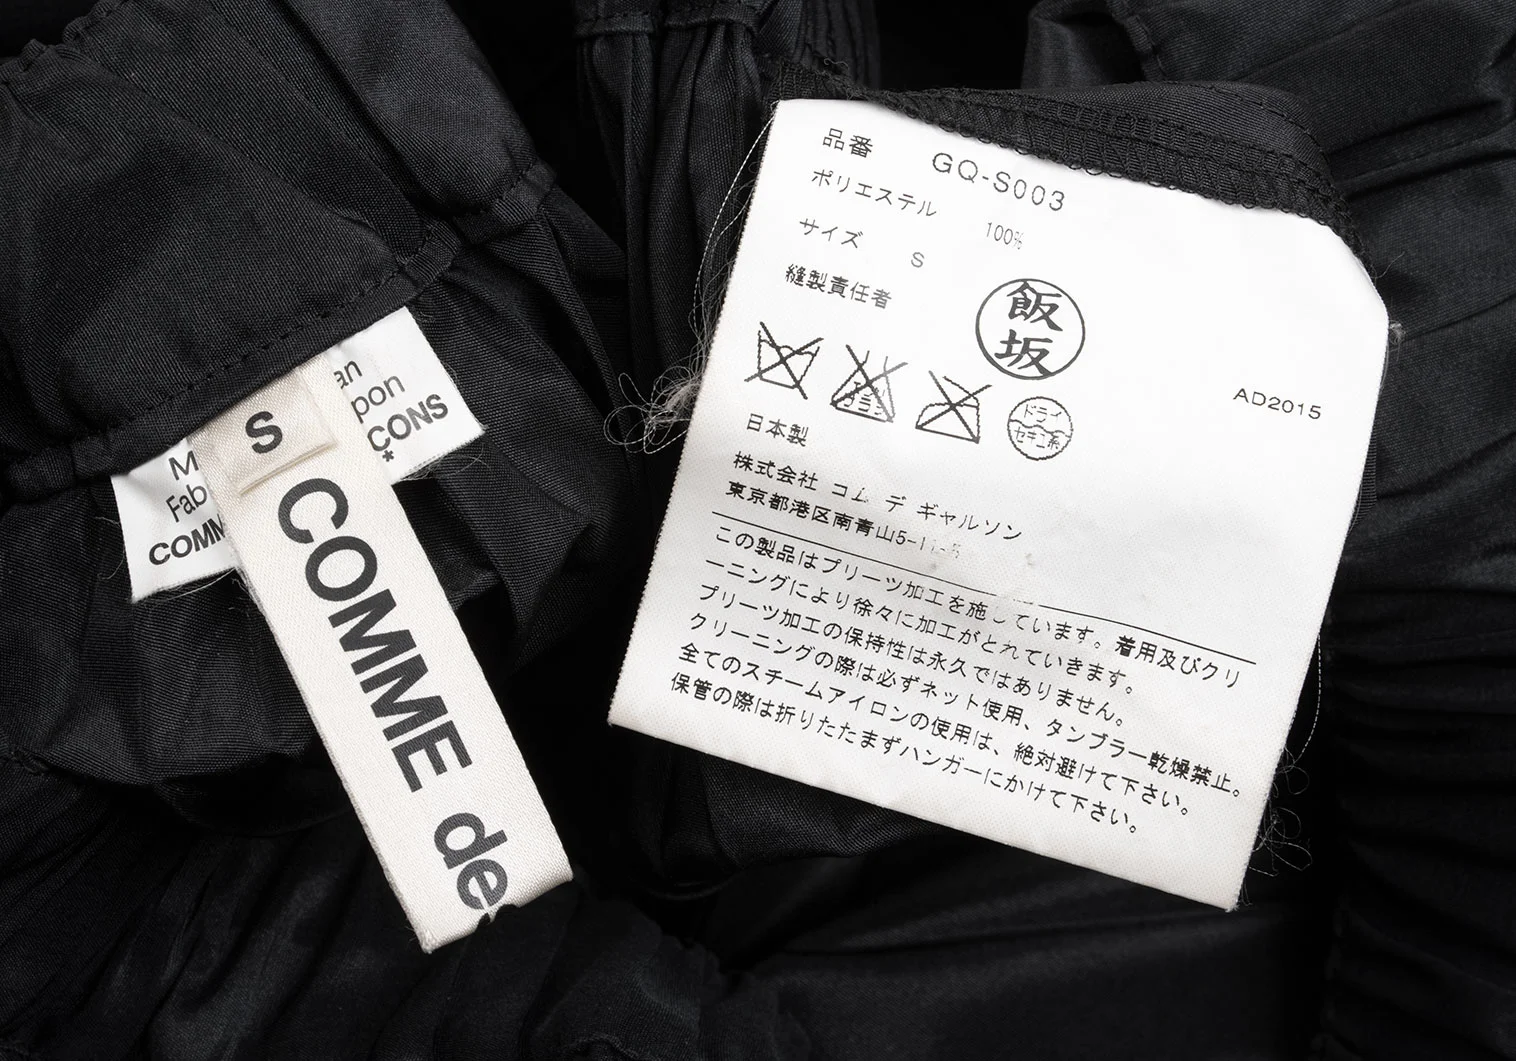 S
COMME de
an
pon
CONS
*
M
Fab
COMM
品番 GQ-S003
ポリエステル 100%
サイズ S
縫製責任者
飯坂
ドライ
セキユ系
AD2015
日本製
株式会社 コム デ ギャルソン
東京都港区南青山5-11-5
この製品はプリーツ加工を施しています。着用及びクリ
ーニングにより徐々に加工がとれていきます。
プリーツ加工の保持性は永久ではありません。
クリーニングの際は必ずネット使用、タンブラー乾燥禁止。
全てのスチームアイロンの使用は、絶対避けて下さい。
保管の際は折りたたまずハンガーにかけて下さい。